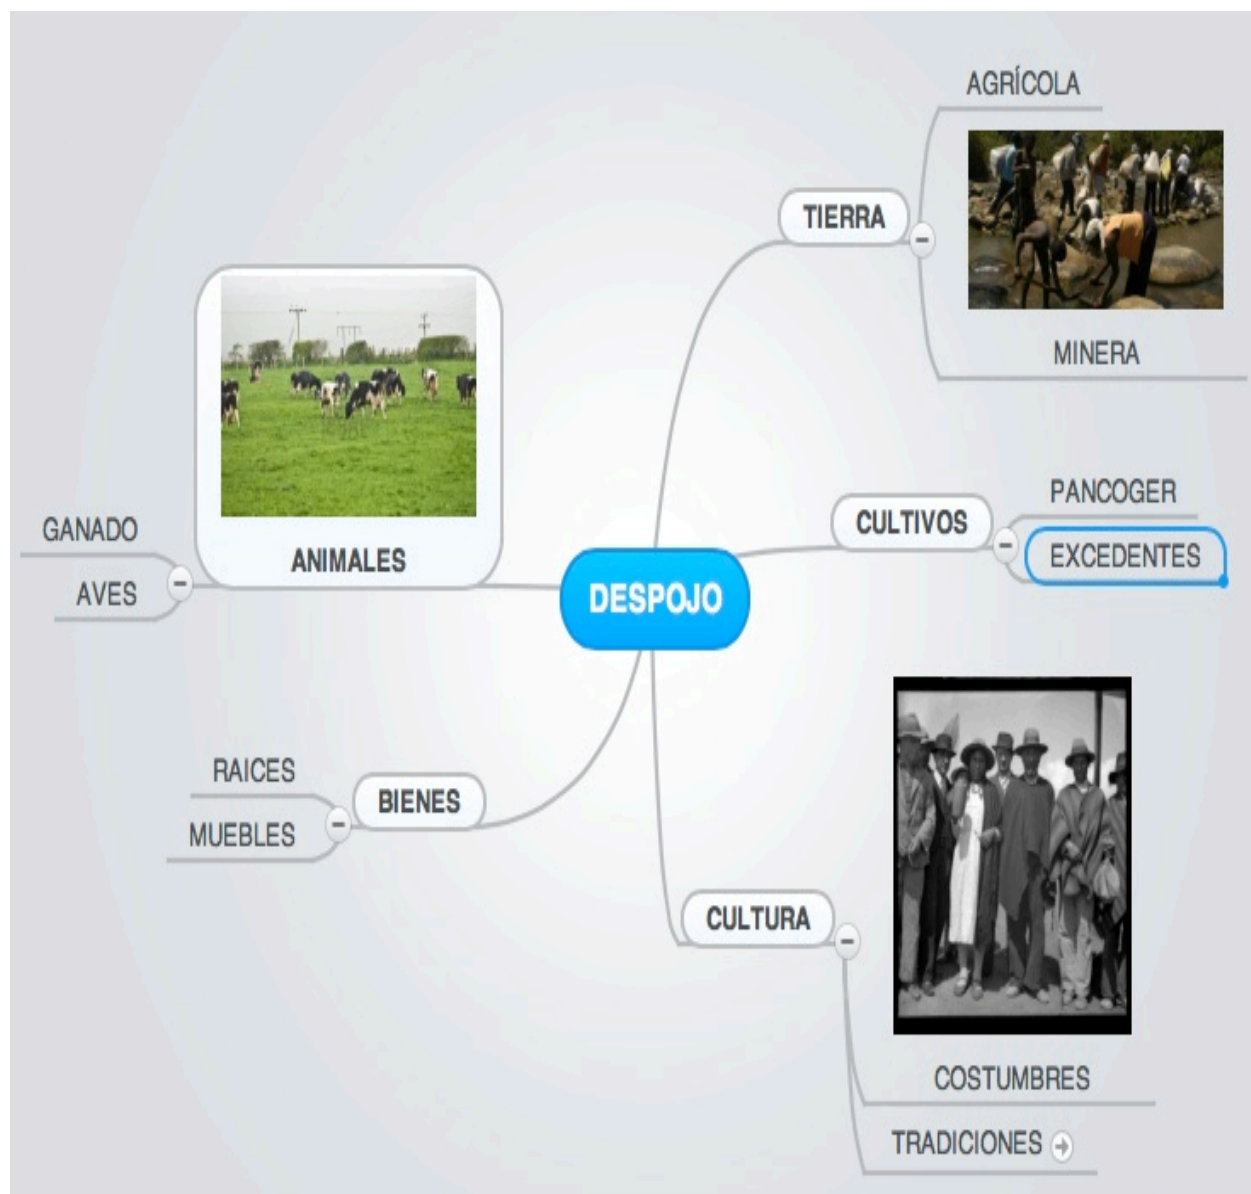 AGRÍCOLA
TIERRA
MINERA
PANCOGER
CULTIVOS
EXCEDENTES
GANADO
ANIMALES
AVES
DESPOJO
RAICES
BIENES
MUEBLES
CULTURA
COSTUMBRES
TRADICIONES